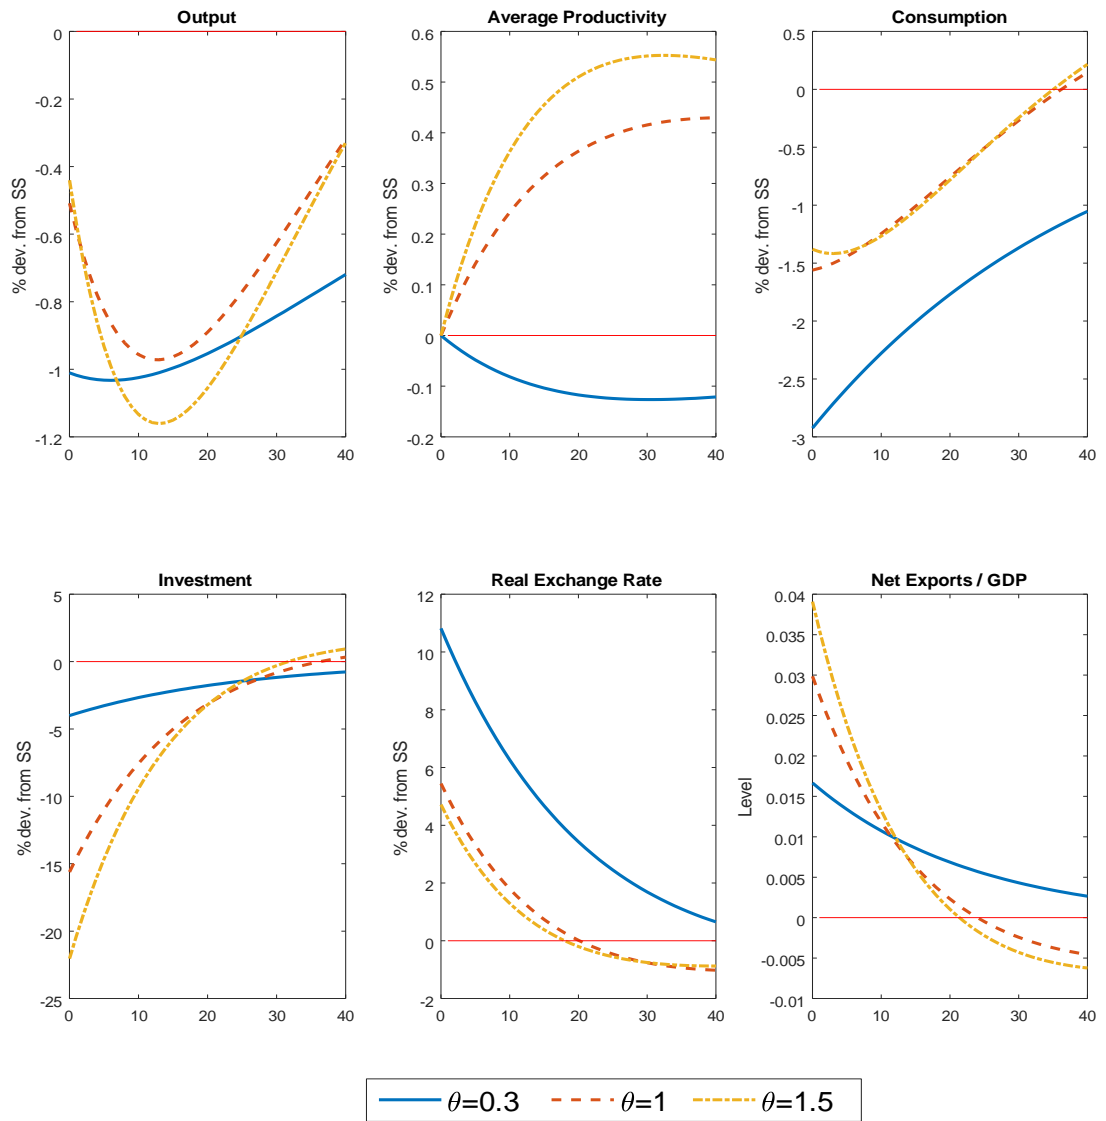 Output
Average Productivity
Consumption
% dev. from SS
0
-0.2
-0.4
-0.6
-0.8
-1
-1.2
0 10 20 30 40
% dev. from SS
0.6
0.5
0.4
0.3
0.2
0.1
0
-0.1
-0.2
0 10 20 30 40
% dev. from SS
0.5
0
-0.5
-1
-1.5
-2
-2.5
-3
0 10 20 30 40
Investment
Real Exchange Rate
Net Exports / GDP
% dev. from SS
5
0
-5
-10
-15
-20
-25
0 10 20 30 40
% dev. from SS
12
10
8
6
4
2
0
-2
0 10 20 30 40
Level
0.04
0.035
0.03
0.025
0.02
0.015
0.01
0.005
0
-0.005
-0.01
0 10 20 30 40
θ=0.3 θ=1 θ=1.5